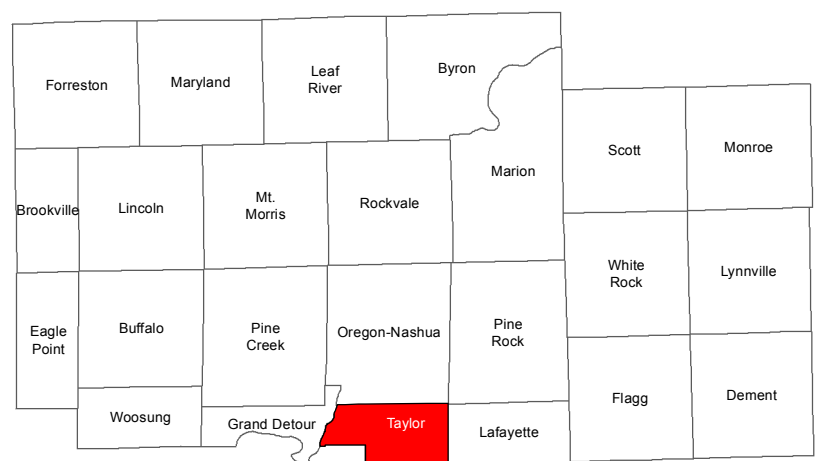 Forreston
Maryland
Leaf
River
Byron
Scott
Monroe
Brookville
Lincoln
Mt.
Morris
Rockvale
Marion
White
Rock
Lynnville
Eagle
Point
Buffalo
Pine
Creek
Oregon-Nashua
Pine
Rock
Flagg
Dement
Woosung
Grand Detour
Taylor
Lafayette